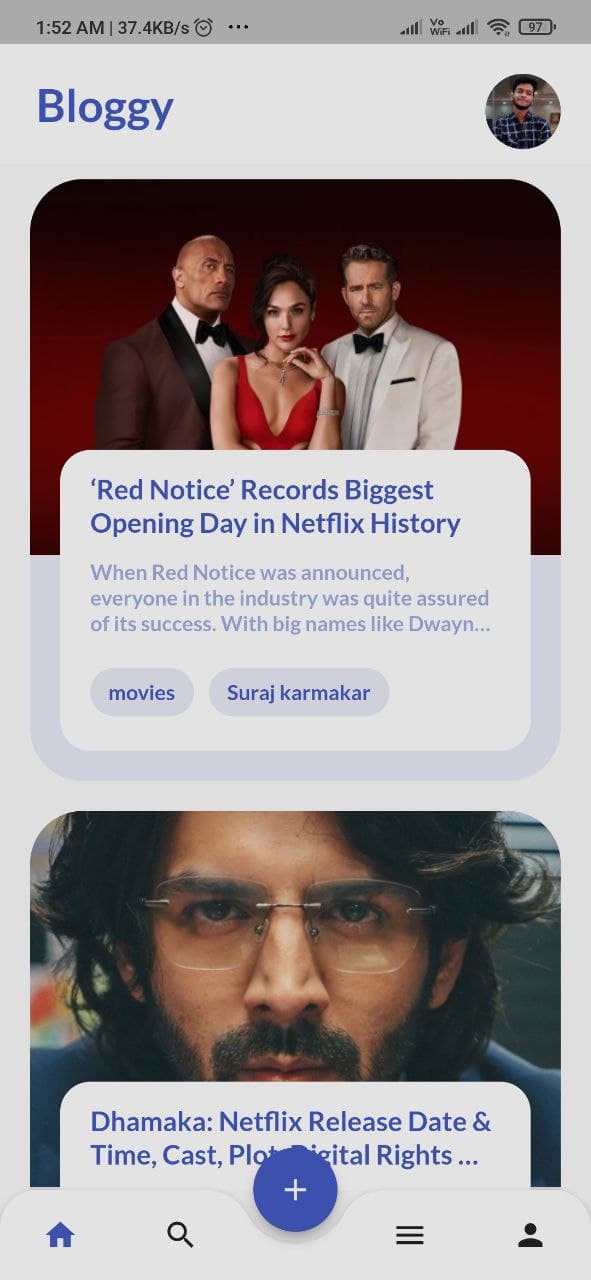 1:52 AM | 37.4KB/s
Vo
WiFi
97
Bloggy
‘Red Notice’ Records Biggest
Opening Day in Netflix History
When Red Notice was announced,
everyone in the industry was quite assured
of its success. With big names like Dwayn...
movies
Suraj karmakar
Dhamaka: Netflix Release Date &
Time, Cast, Plot, Digital Rights ...